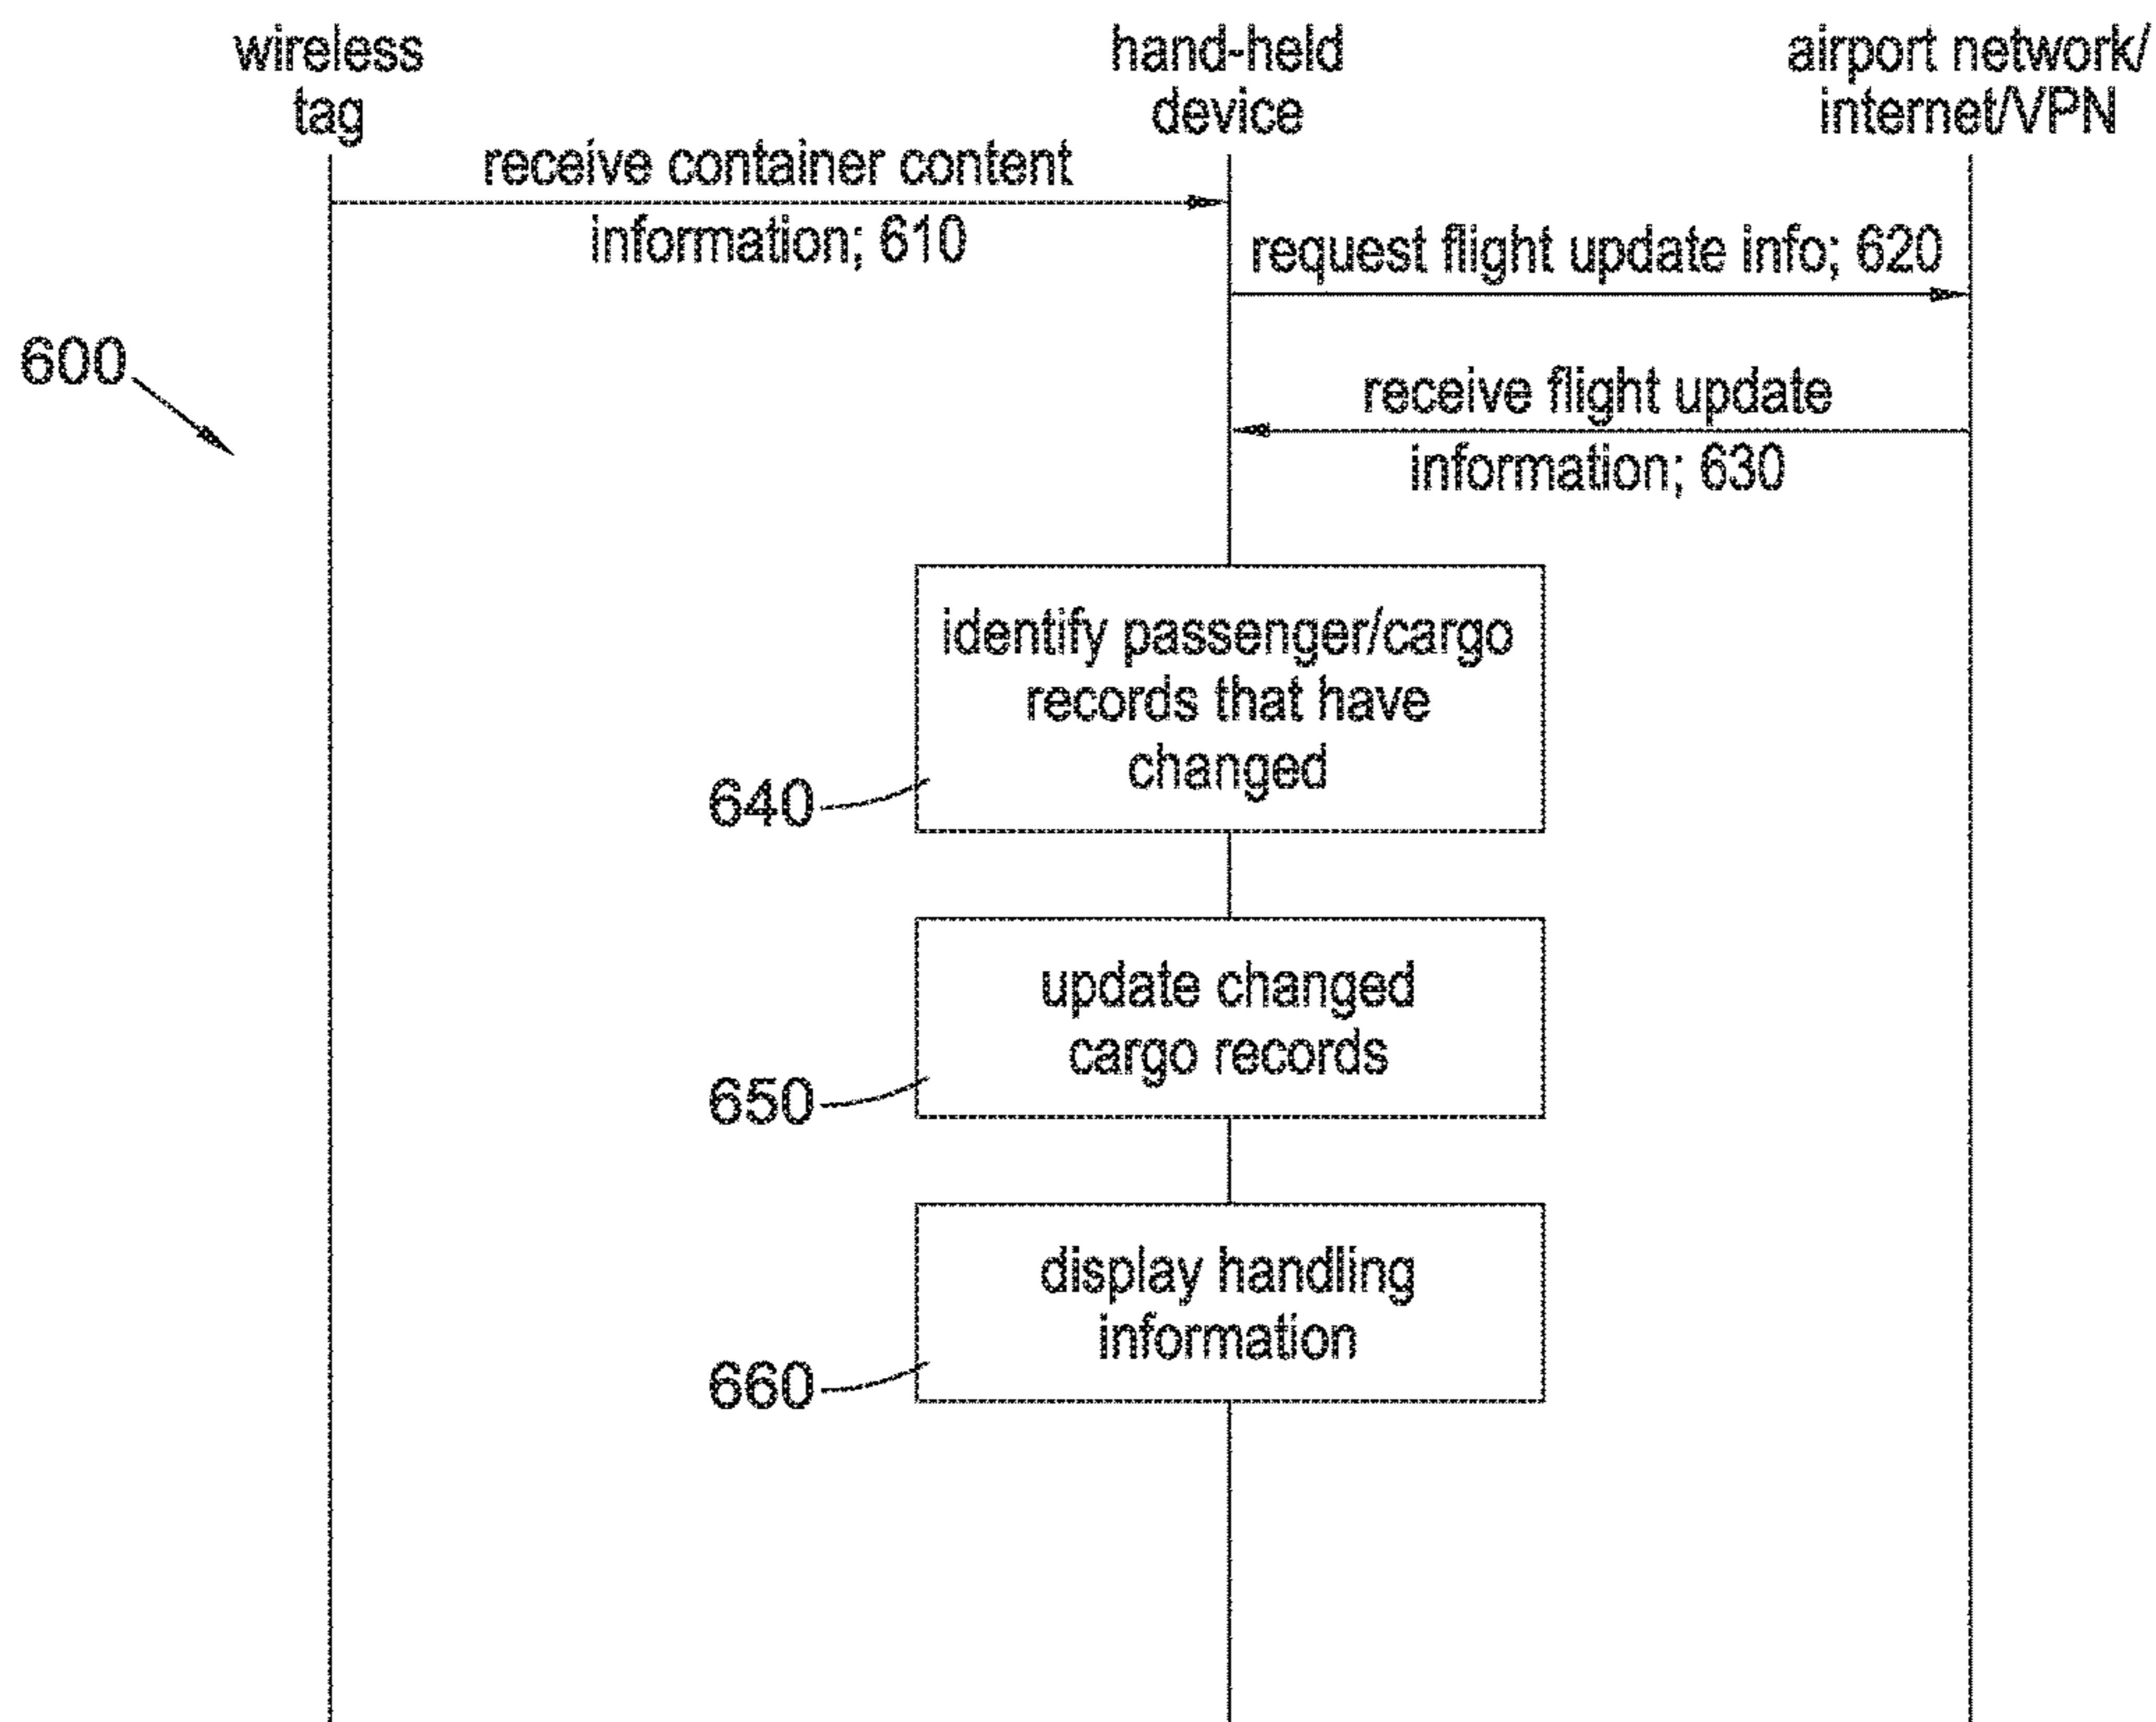 wireless
tag
hand-held
device
airport network/
internet/VPN
receive container content
information; 610
request flight update info; 620
600
receive flight update
information; 630
identify passenger/cargo
records that have
changed
640
update changed
cargo records
650
display handling
information
660